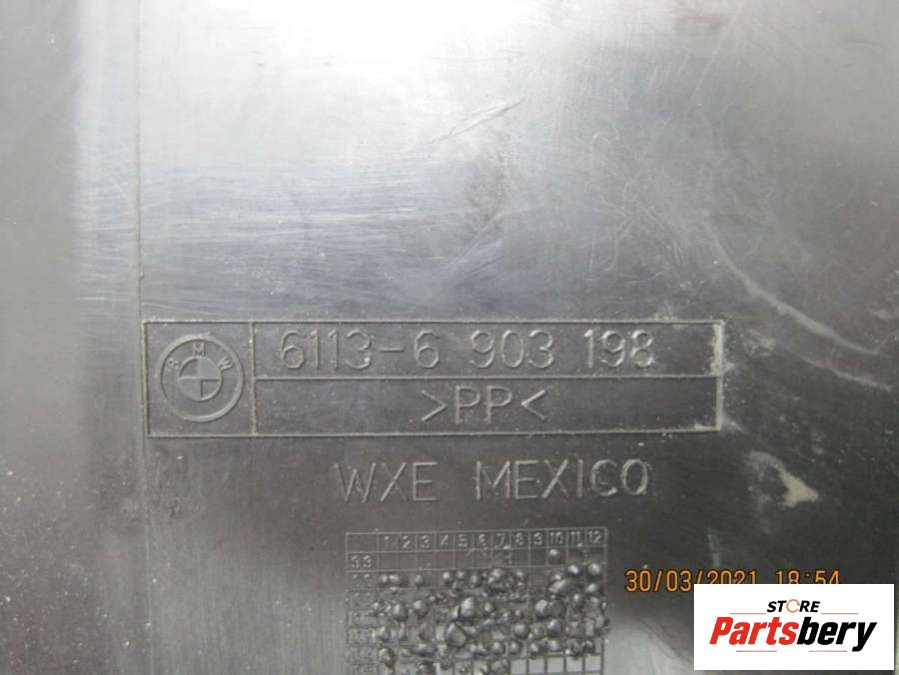 BMW
6113-6 903 198
>PP<
WXE MEXICO
1 2 3 4 5 6 7 8 9 10 11 12
30/03/2021 18:54
STORE
Partsbery